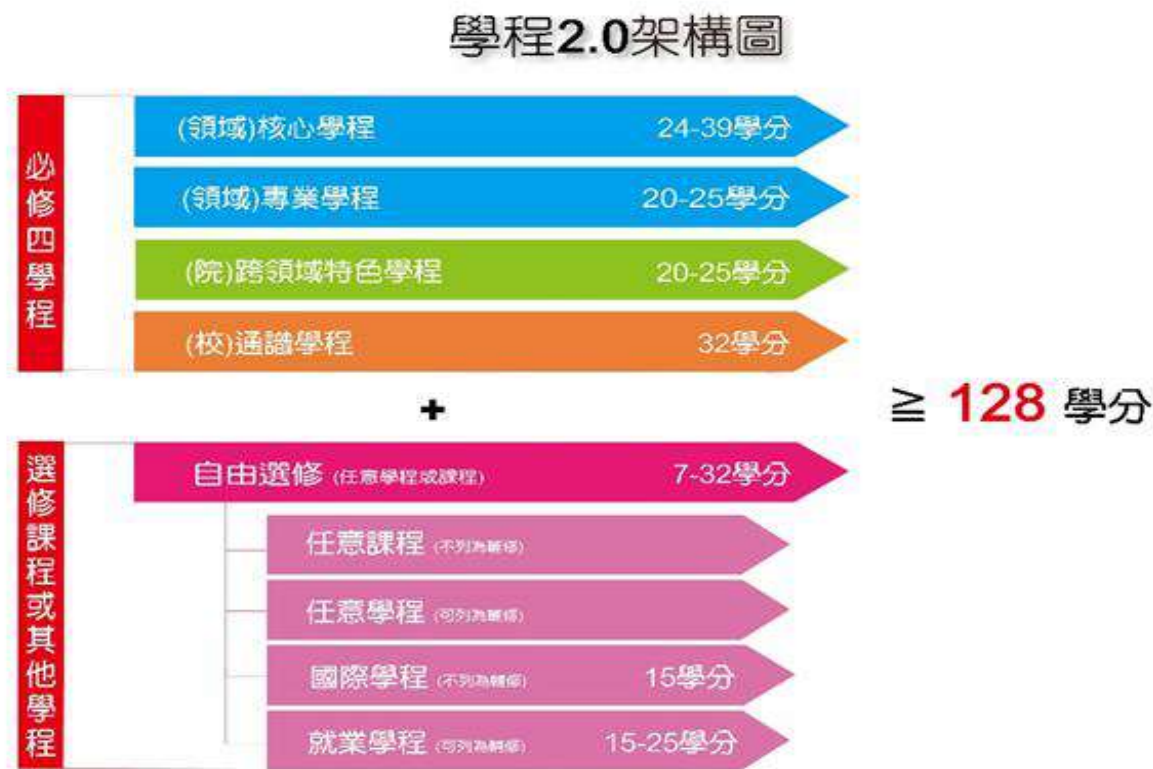 學程2.0架構圖
必修四學程
(領域)核心學程 24-39學分
(領域)專業學程 20-25學分
(院)跨領域特色學程 20-25學分
(校)通識學程 32學分
+
≧ 128 學分
選修課程或其他學程
自由選修 (任意學程或課程) 7-32學分
任意課程 (不列為輔修)
任意學程 (可列為輔修)
國際學程 (不列為輔修) 15學分
就業學程 (可列為輔修) 15-25學分